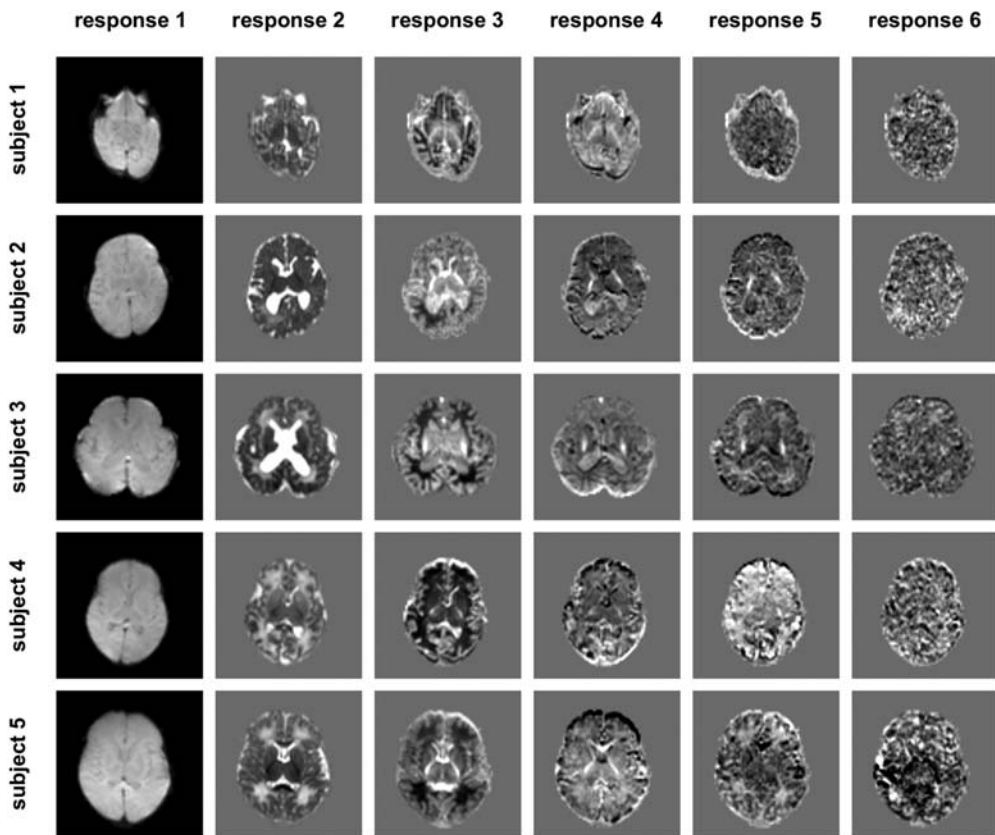 response 1 response 2 response 3 response 4 response 5 response 6
subject 1
subject 2
subject 3
subject 4
subject 5